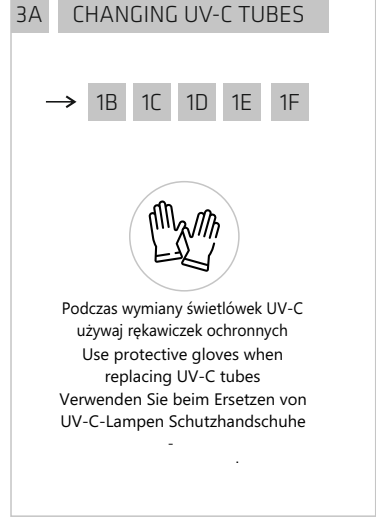 3A CHANGING UV-C TUBES
→ 1B 1C 1D 1E 1F
Podczas wymiany świetlówek UV-C
używaj rękawiczek ochronnych
Use protective gloves when
replacing UV-C tubes
Verwenden Sie beim Ersetzen von
UV-C-Lampen Schutzhandschuhe
-
.